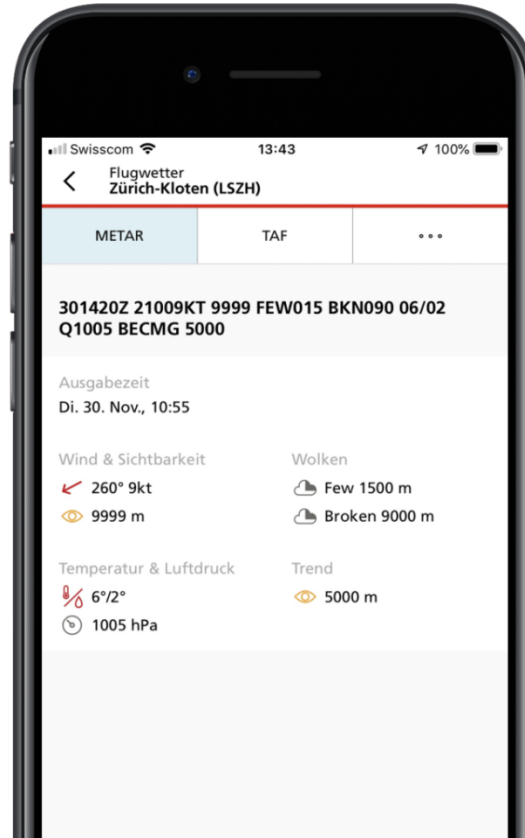 Swisscom 13:43 100%
Flugwetter
Zürich-Kloten (LSZH)
METAR TAF
301420Z 21009KT 9999 FEW015 BKN090 06/02
Q1005 BECMG 5000
Ausgabezeit
Di. 30. Nov., 10:55
Wind & Sichtbarkeit
260° 9kt
9999 m
Wolken
Few 1500 m
Broken 9000 m
Temperatur & Luftdruck
6°/2°
1005 hPa
Trend
5000 m